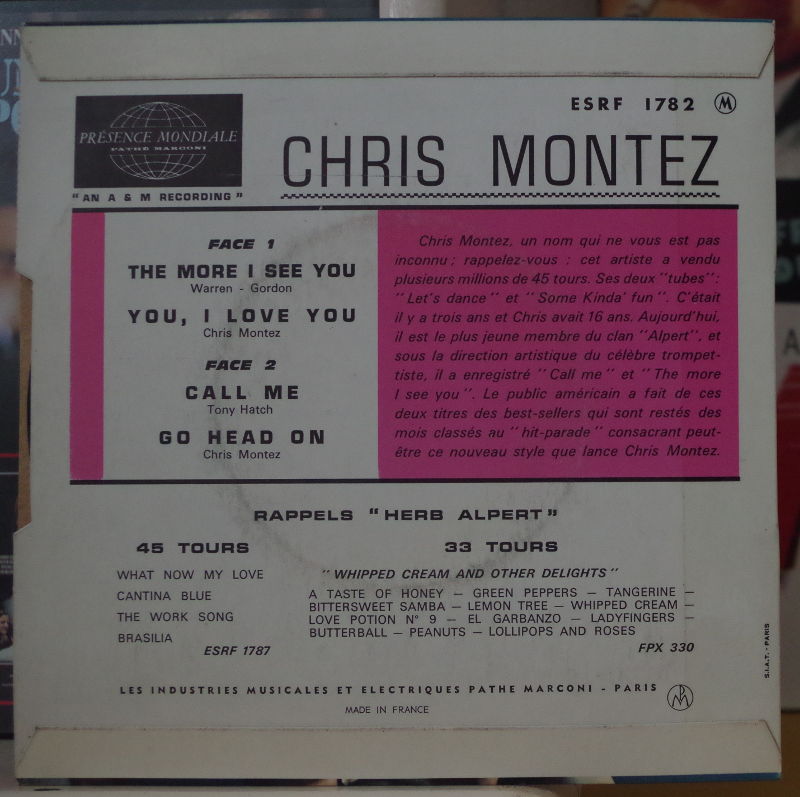 ESRF 1782 M
PRÉSENCE MONDIALE
PATHÉ MARCONI
"AN A & M RECORDING"
CHRIS MONTEZ
FACE 1
THE MORE I SEE YOU
Warren - Gordon
YOU, I LOVE YOU
Chris Montez
FACE 2
CALL ME
Tony Hatch
GO HEAD ON
Chris Montez
Chris Montez, un nom qui ne vous est pas
inconnu ; rappelez-vous : cet artiste a vendu
plusieurs millions de 45 tours. Ses deux "tubes" :
"Let's dance" et "Some Kinda' fun". C'était
il y a trois ans et Chris avait 16 ans. Aujourd'hui,
il est le plus jeune membre du clan "Alpert", et
sous la direction artistique du célèbre trompet-
tiste, il a enregistré "Call me" et "The more
I see you". Le public américain a fait de ces
deux titres des best-sellers qui sont restés des
mois classés au "hit-parade" consacrant peut-
être ce nouveau style que lance Chris Montez.
RAPPELS "HERB ALPERT"
45 TOURS
WHAT NOW MY LOVE
CANTINA BLUE
THE WORK SONG
BRASILIA
ESRF 1787
33 TOURS
"WHIPPED CREAM AND OTHER DELIGHTS"
A TASTE OF HONEY — GREEN PEPPERS — TANGERINE —
BITTERSWEET SAMBA — LEMON TREE — WHIPPED CREAM —
LOVE POTION N° 9 — EL GARBANZO — LADYFINGERS —
BUTTERBALL — PEANUTS — LOLLIPOPS AND ROSES
FPX 330
S.I.A.T. - PARIS
LES INDUSTRIES MUSICALES ET ELECTRIQUES PATHE MARCONI - PARIS
MADE IN FRANCE